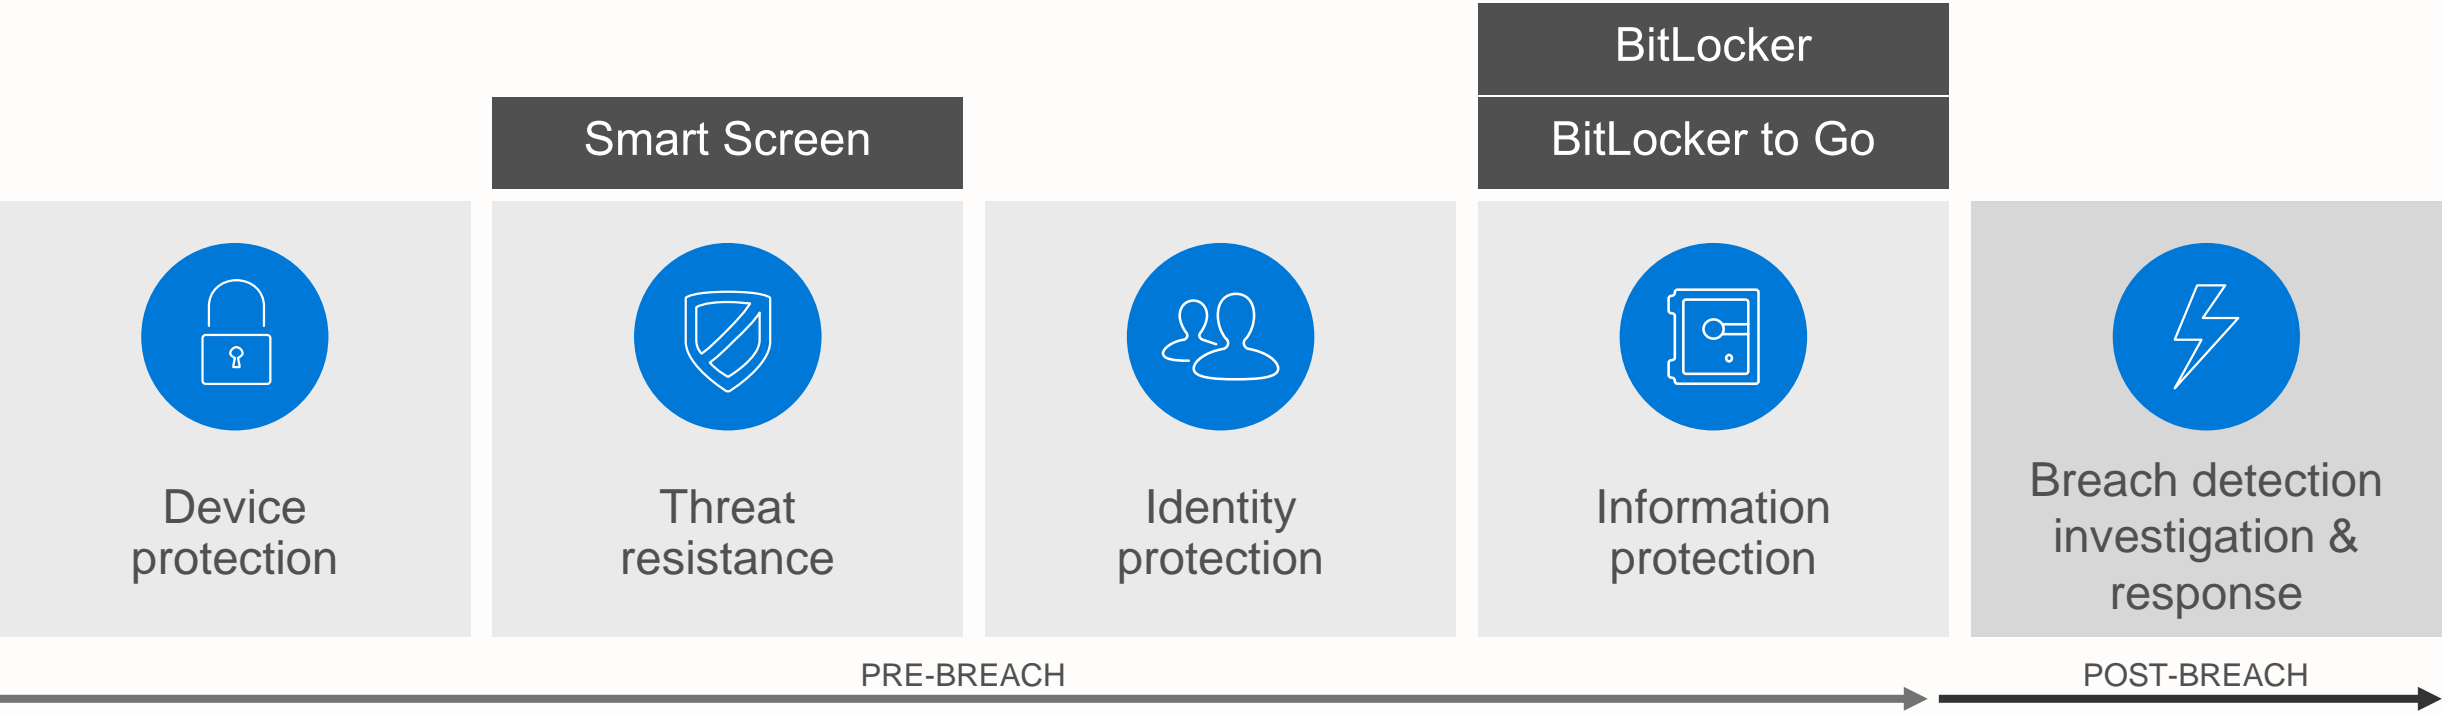 BitLocker
Smart Screen
BitLocker to Go
Device
protection
Threat
resistance
Identity
protection
Information
protection
Breach detection
investigation &
response
PRE-BREACH
POST-BREACH